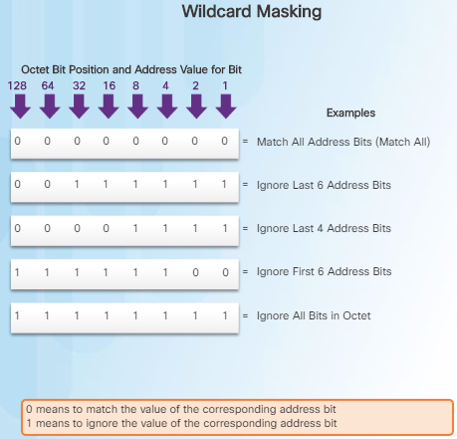 Wildcard Masking
Octet Bit Position and Address Value for Bit
128 64 32 16 8 4 2 1
Examples
0 0 0 0 0 0 0 0 = Match All Address Bits (Match All)
0 0 1 1 1 1 1 1 = Ignore Last 6 Address Bits
0 0 0 0 1 1 1 1 = Ignore Last 4 Address Bits
1 1 1 1 1 1 0 0 = Ignore First 6 Address Bits
1 1 1 1 1 1 1 1 = Ignore All Bits in Octet
0 means to match the value of the corresponding address bit
1 means to ignore the value of the corresponding address bit